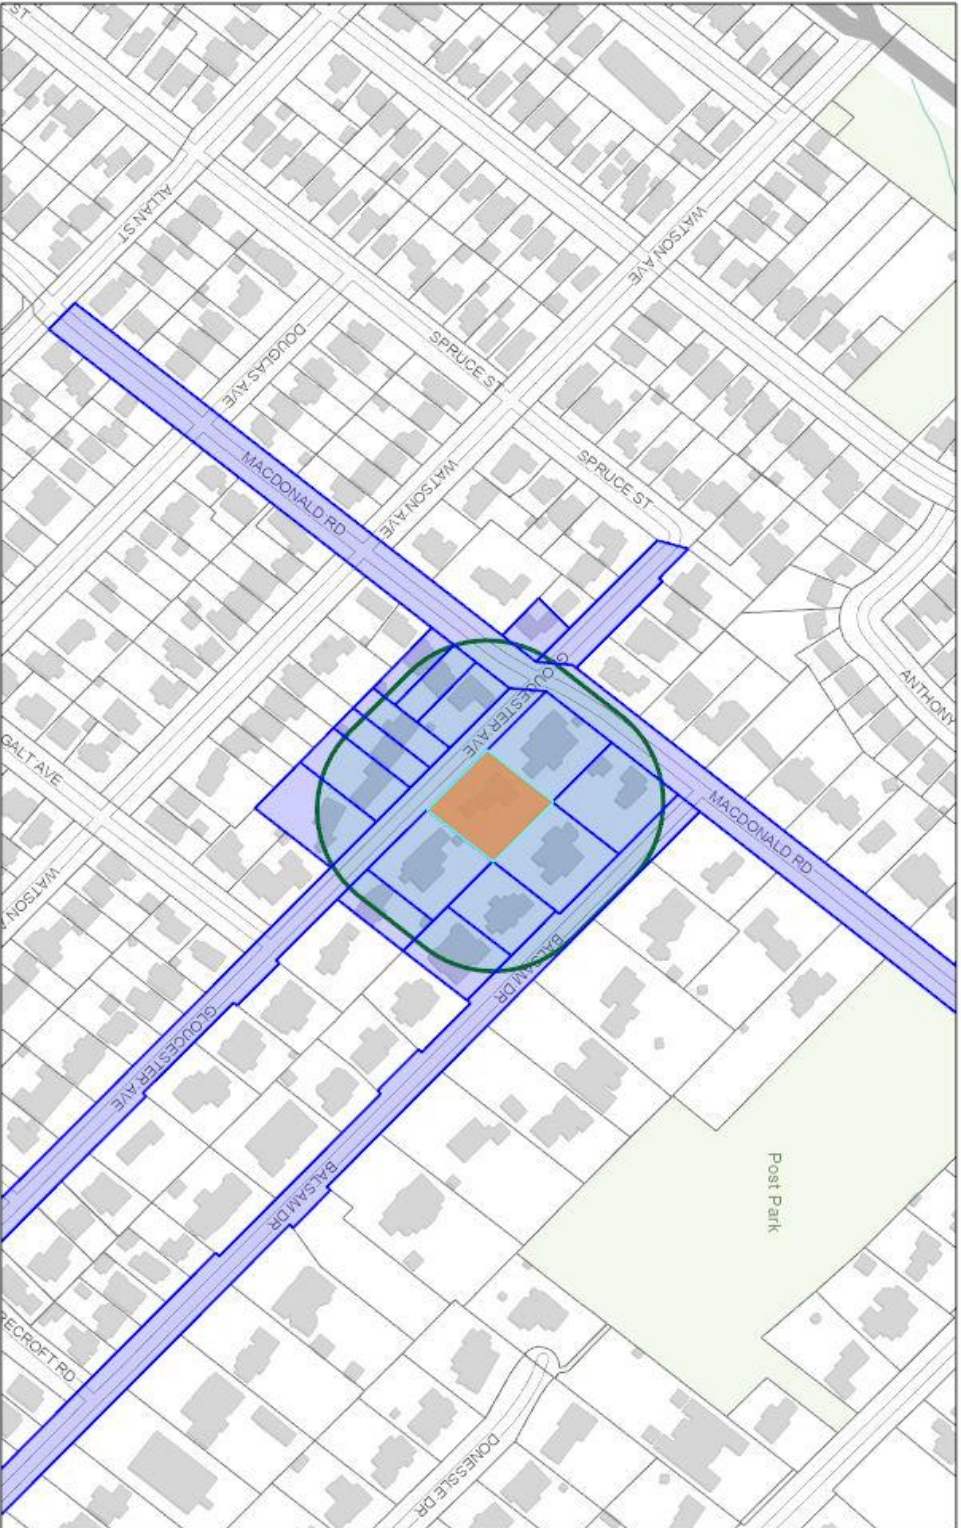 ST
ALLAN ST
WATSON AVE
DOUGLAS AVE
SPRUCE ST
MACDONALD RD
WATSON AVE
SPRUCE ST
GLOUCESTER AVE
ANTHONY
GALT AVE
MACDONALD RD
WATSON A
BALSAM DR
GLOUCESTER AVE
BALSAM DR
Post Park
RECROFT RD
DONESSLE DR